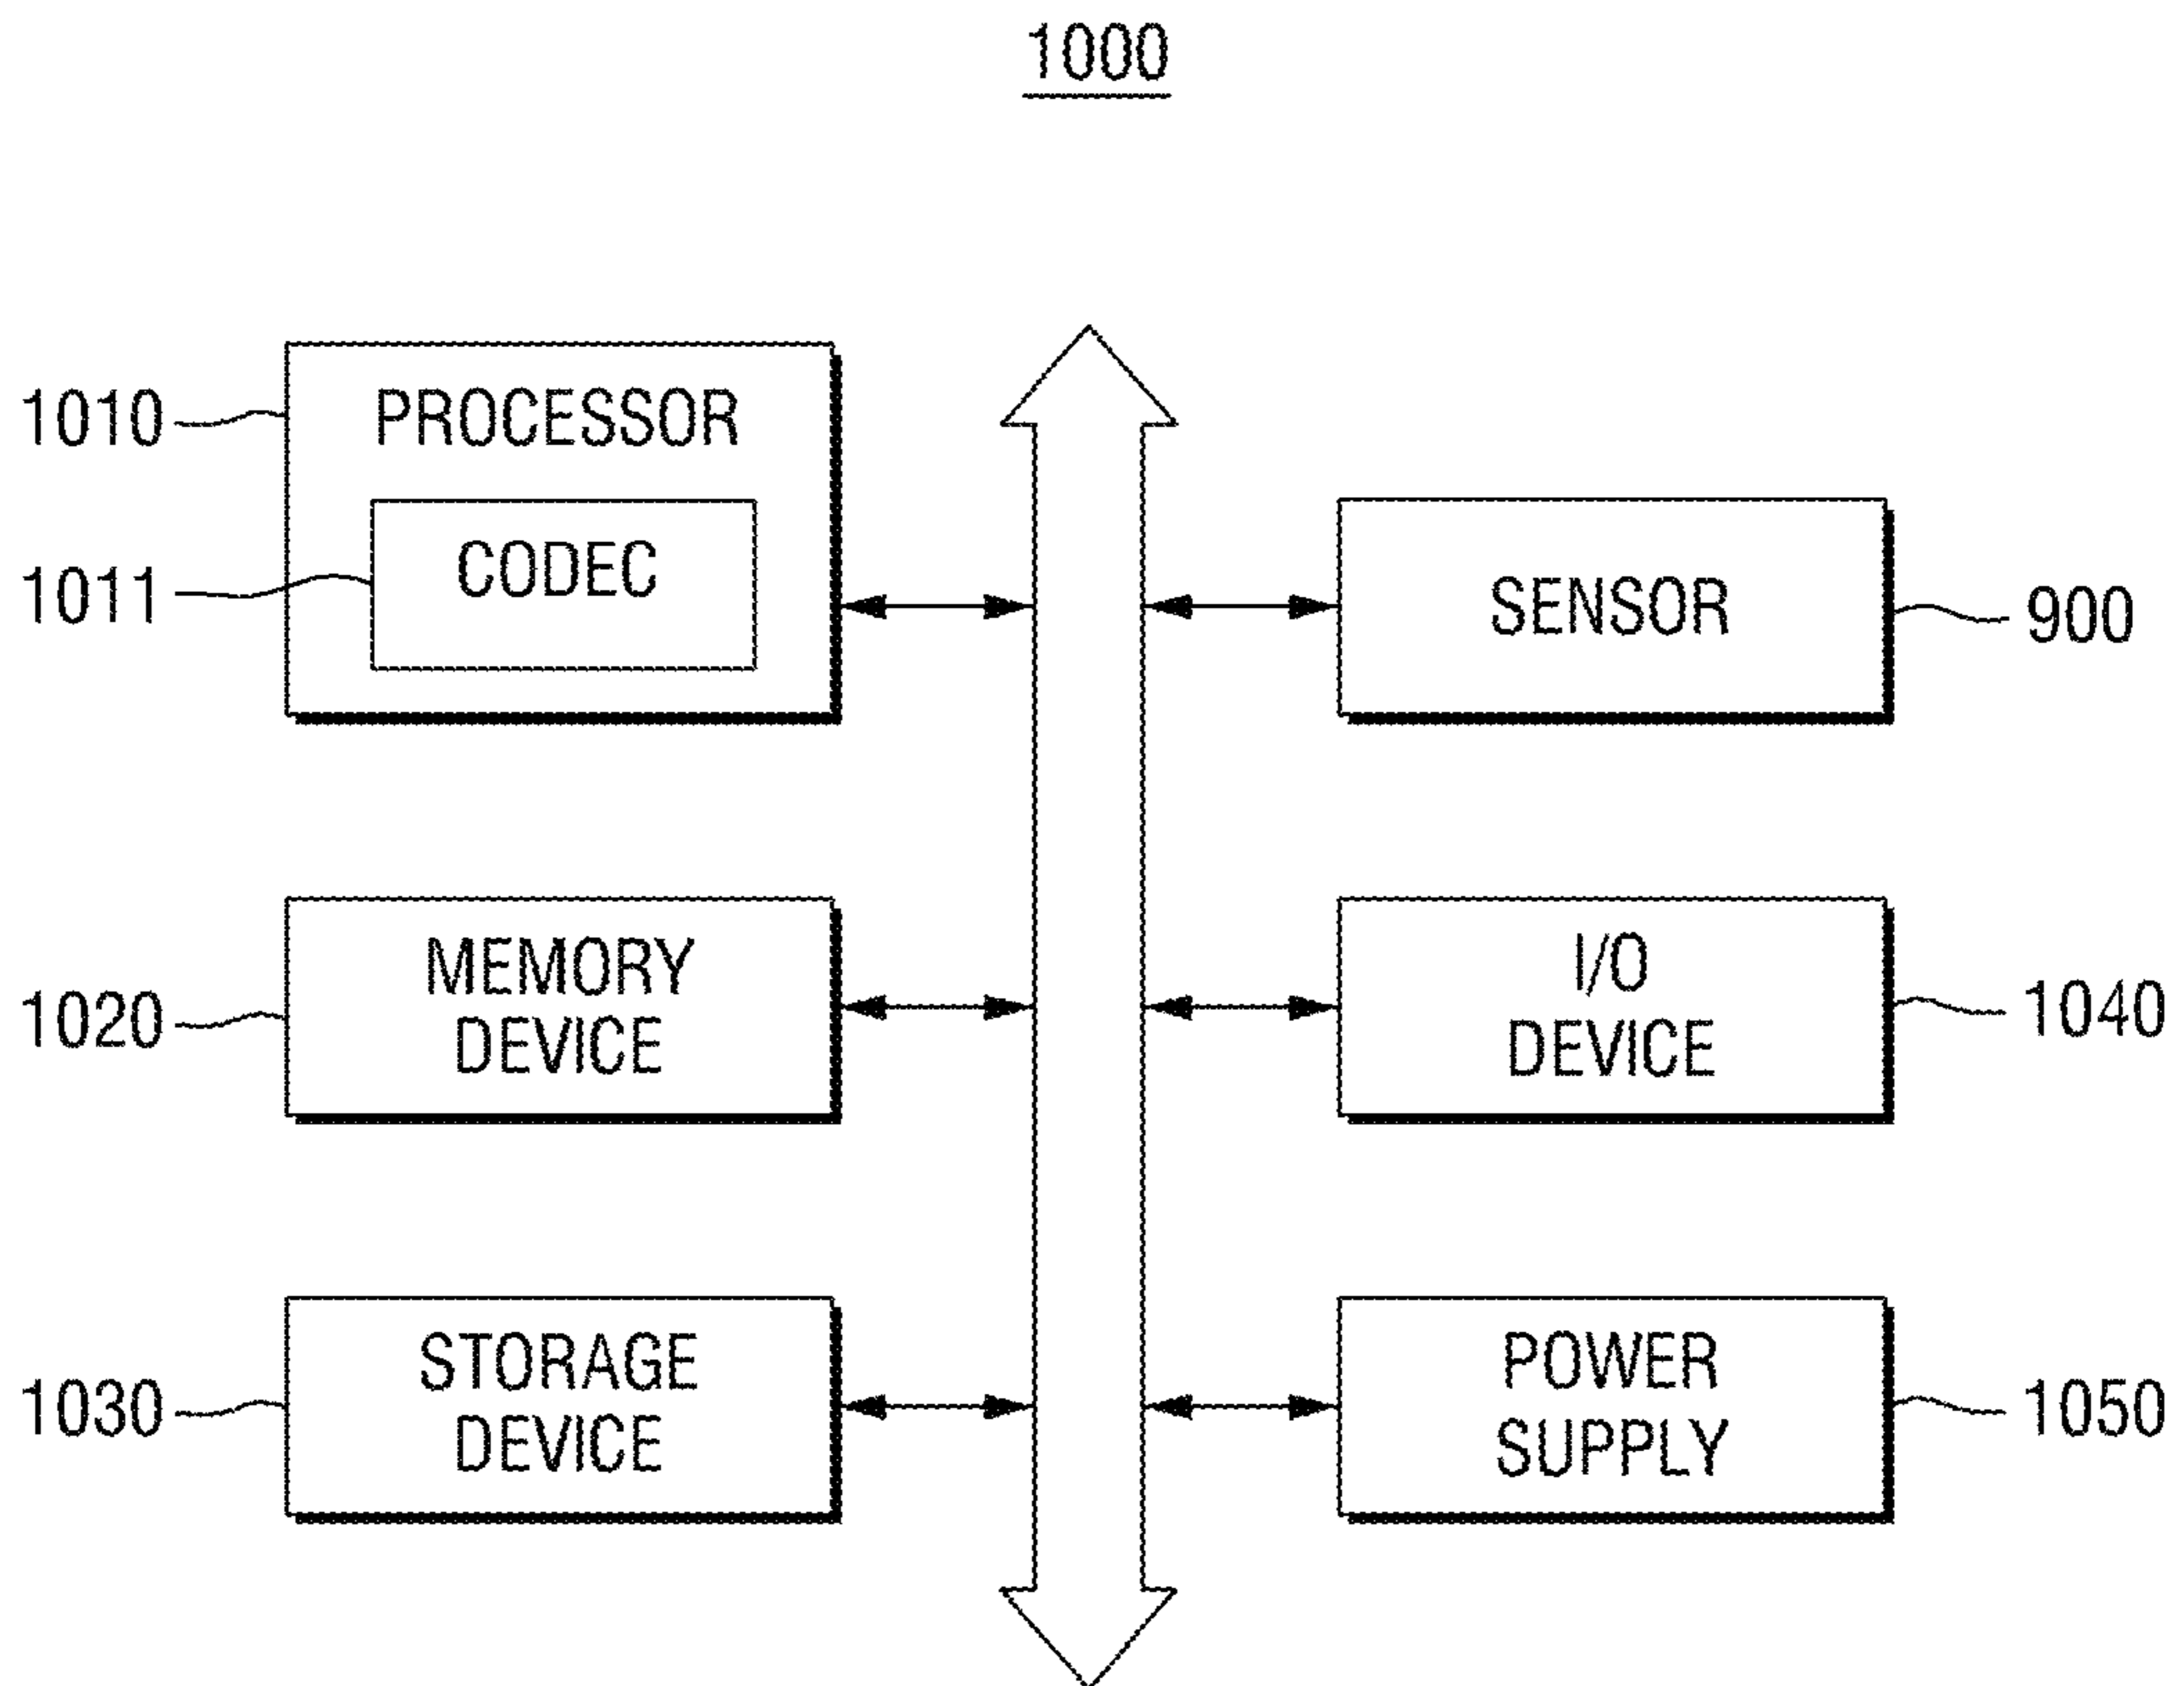 1000
1010
PROCESSOR
1011
CODEC
SENSOR
900
1020
MEMORY
DEVICE
I/O
DEVICE
1040
1030
STORAGE
DEVICE
POWER
SUPPLY
1050